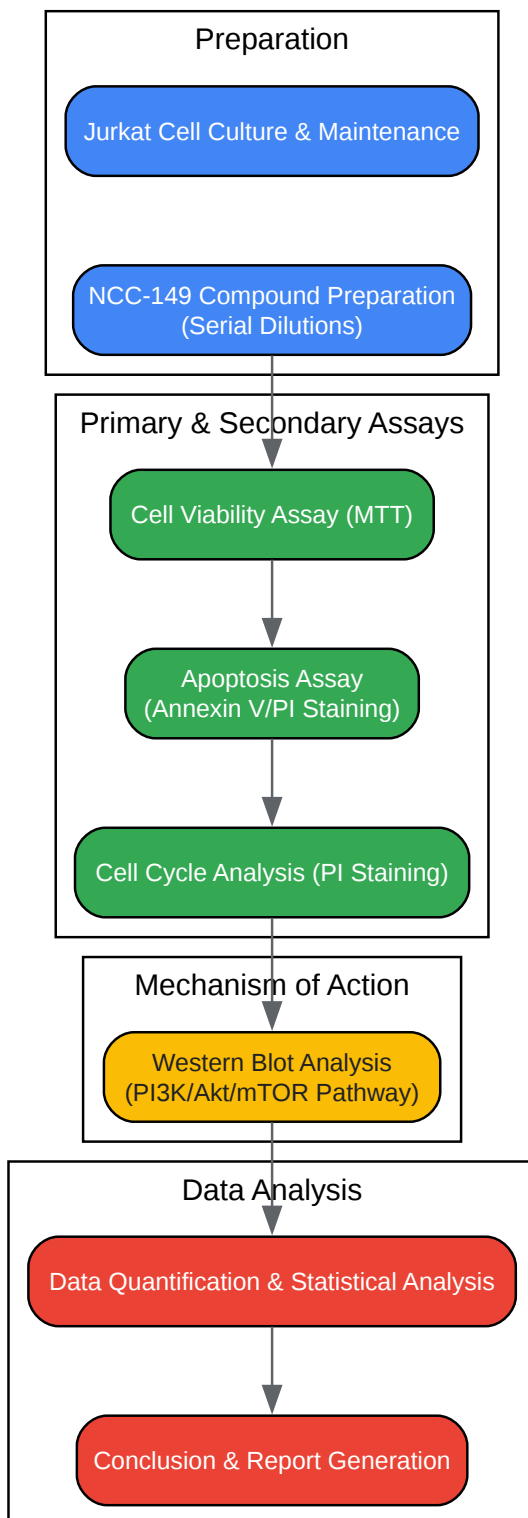 Preparation
Jurkat Cell Culture & Maintenance
NCC-149 Compound Preparation
(Serial Dilutions)
Primary & Secondary Assays
Cell Viability Assay (MTT)
Apoptosis Assay
(Annexin V/PI Staining)
Cell Cycle Analysis (PI Staining)
Mechanism of Action
Western Blot Analysis
(PI3K/Akt/mTOR Pathway)
Data Analysis
Data Quantification & Statistical Analysis
Conclusion & Report Generation